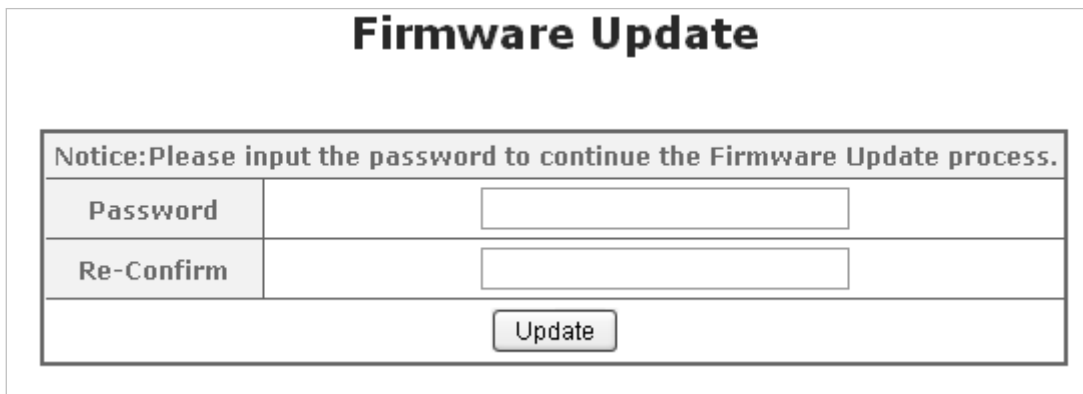 Firmware Update
Notice:Please input the password to continue the Firmware Update process.
Password
Re-Confirm
Update